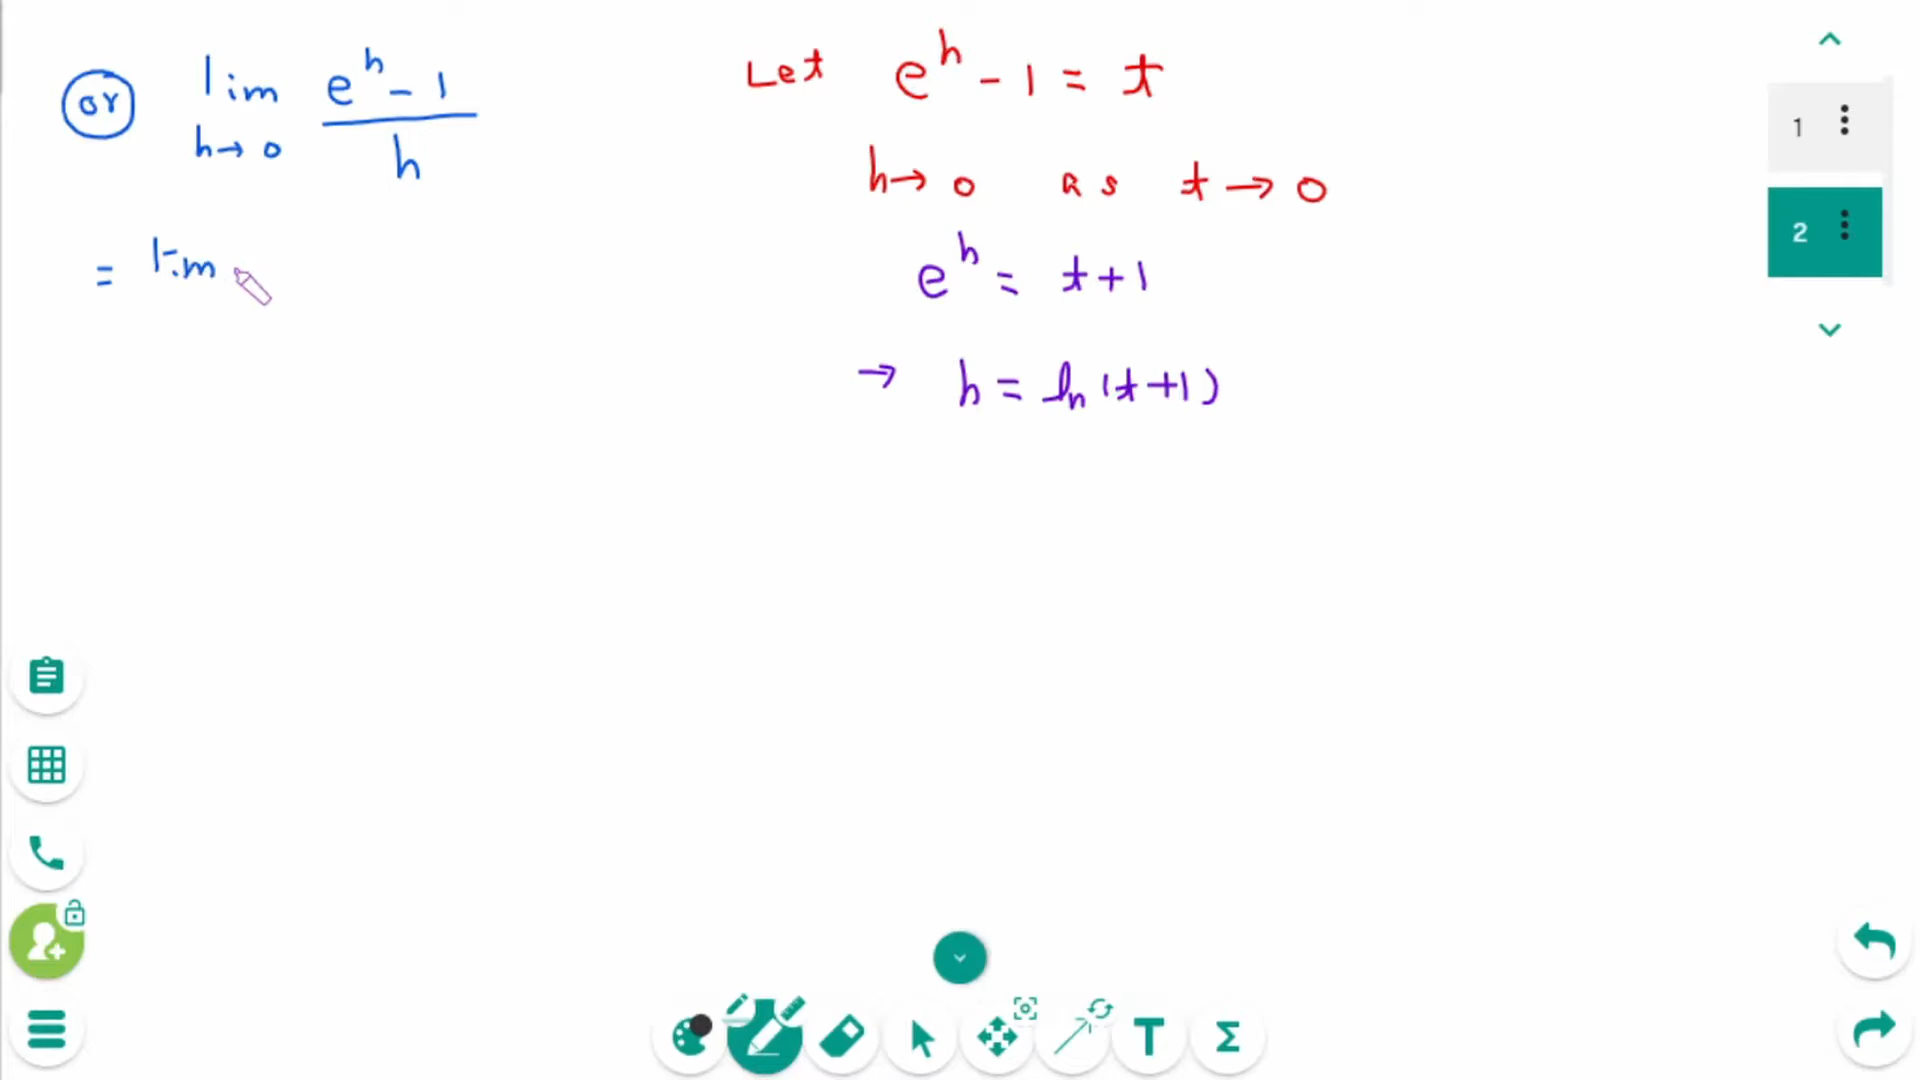 or lim h→0 (e^h - 1)/h
= lim
Let e^h - 1 = t
h→0 as t→0
e^h = t+1
→ h = ln(t+1)
1
2
T
Σ